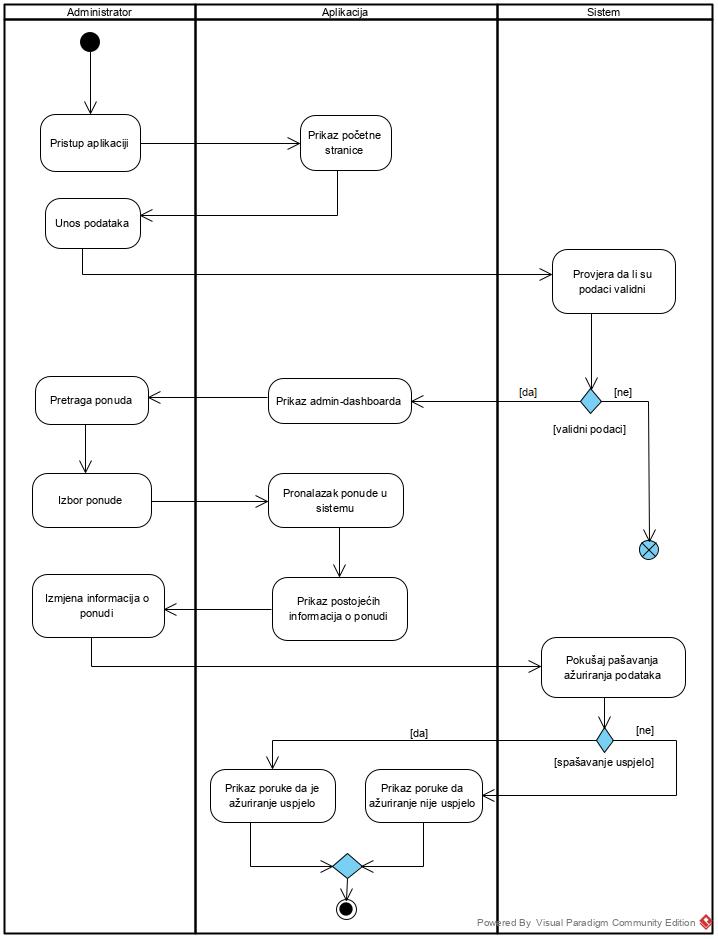 Administrator
Aplikacija
Sistem
Pristup aplikaciji
Prikaz početne
stranice
Unos podataka
Provjera da li su
podaci validni
[da]
[ne]
[validni podaci]
Prikaz admin-dashboarda
Pretraga ponuda
Izbor ponude
Pronalazak ponude u
sistemu
Prikaz postojećih
informacija o ponudi
Izmjena informacija o
ponudi
Pokušaj pašavanja
ažuriranja podataka
[da]
[ne]
[spašavanje uspjelo]
Prikaz poruke da je
ažuriranje uspjelo
Prikaz poruke da
ažuriranje nije uspjelo
Powered By Visual Paradigm Community Edition